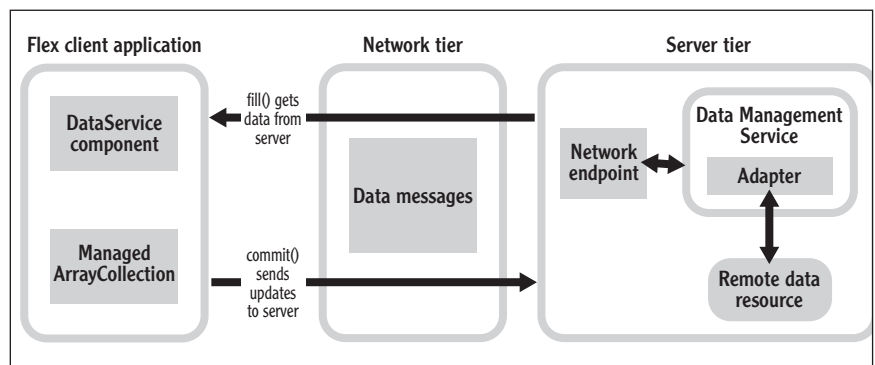 Flex client application
Network tier
Server tier
DataService
component
Managed
ArrayCollection
fill() gets
data from
server
commit()
sends
updates
to server
Data messages
Network
endpoint
Data Management
Service
Adapter
Remote data
resource